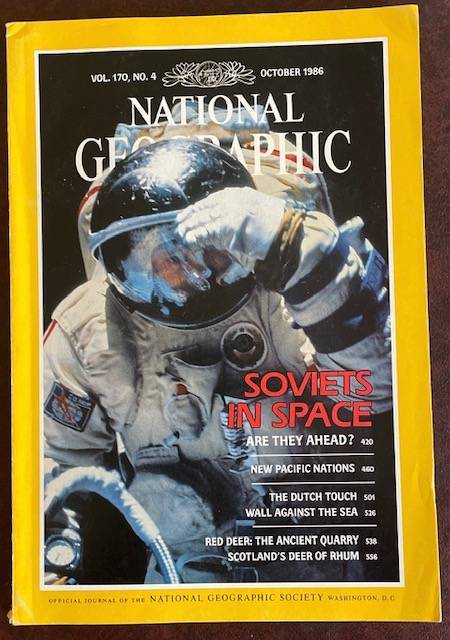 VOL. 170, NO. 4 OCTOBER 1986
NATIONAL
GEOGRAPHIC
SOVIETS
IN SPACE
ARE THEY AHEAD? 420
NEW PACIFIC NATIONS 460
THE DUTCH TOUCH 501
WALL AGAINST THE SEA 526
RED DEER: THE ANCIENT QUARRY 538
SCOTLAND'S DEER OF RHUM 556
OFFICIAL JOURNAL OF THE NATIONAL GEOGRAPHIC SOCIETY WASHINGTON, D.C.